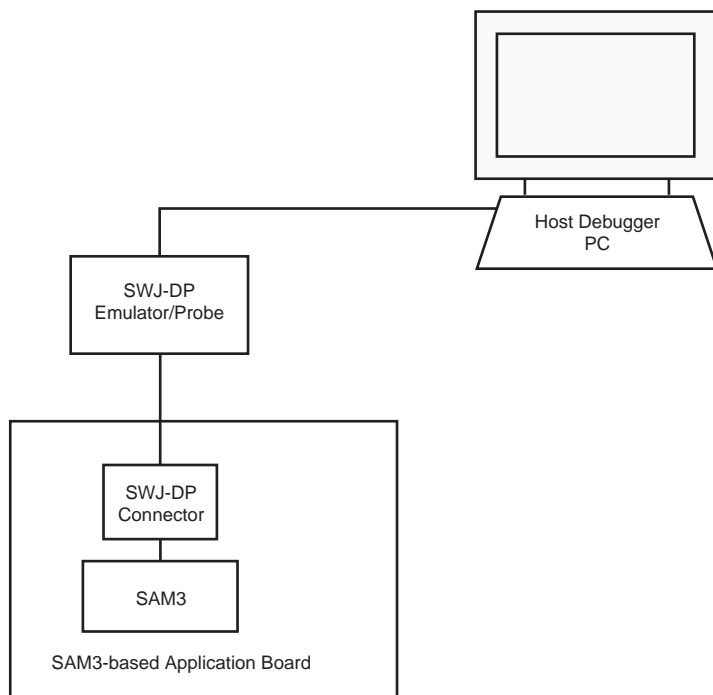 Host Debugger
PC
SWJ-DP
Emulator/Probe
SWJ-DP
Connector
SAM3
SAM3-based Application Board